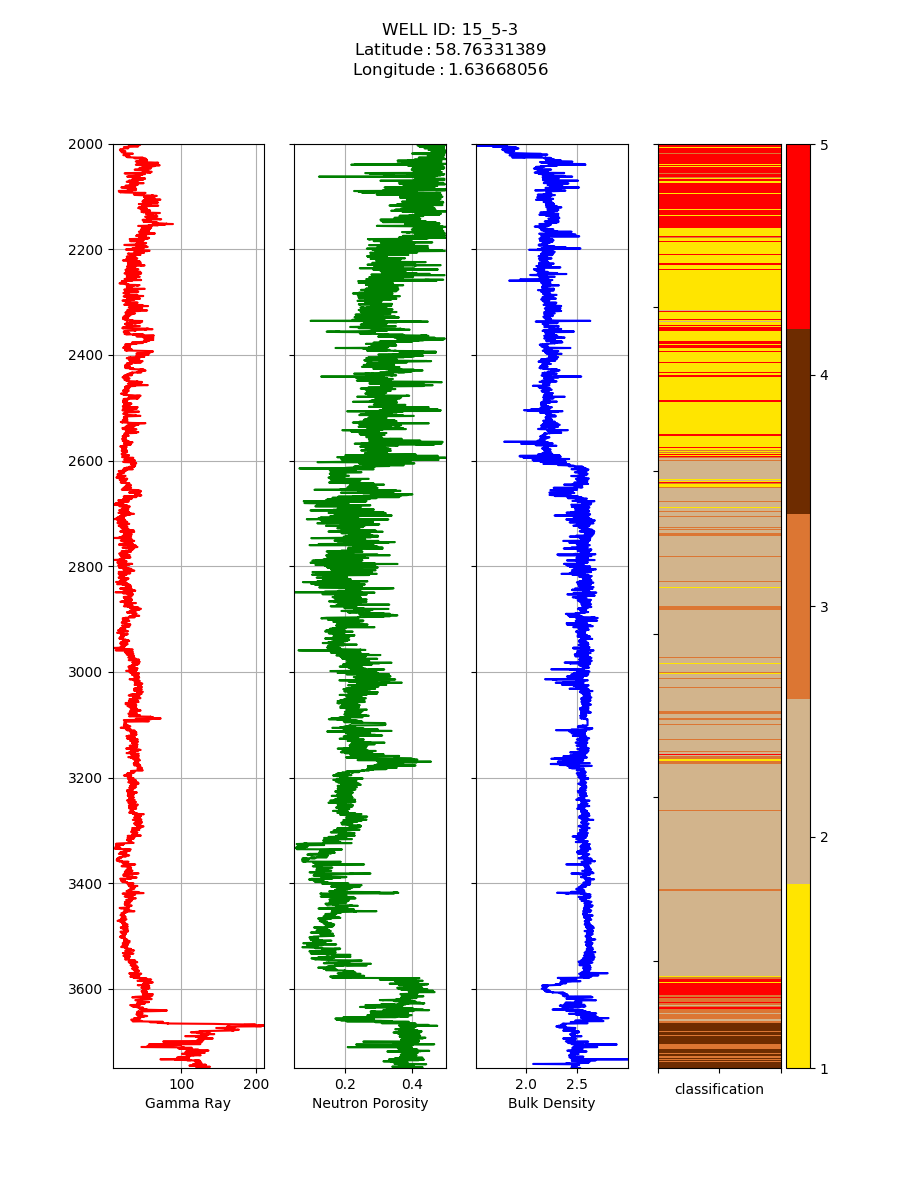 WELL ID: 15_5-3
Latitude : 58.76331389
Longitude : 1.63668056
2000
2200
2400
2600
2800
3000
3200
3400
3600
100
200
Gamma Ray
0.2
0.4
Neutron Porosity
2.0
2.5
Bulk Density
classification
5
4
3
2
1